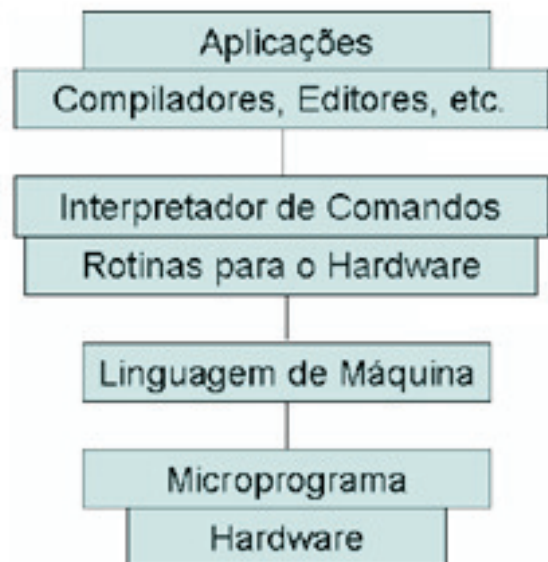 Aplicações
Compiladores, Editores, etc.
Interpretador de Comandos
Rotinas para o Hardware
Linguagem de Máquina
Microprograma
Hardware